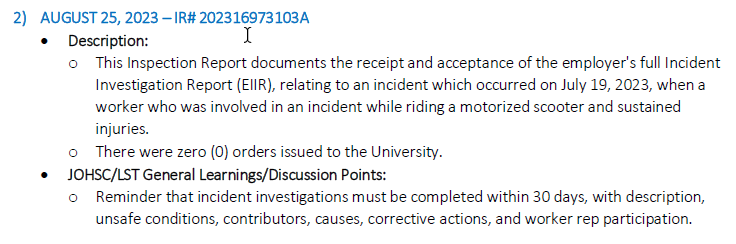 2) AUGUST 25, 2023 – IR# 202316973103A
• Description:
o This Inspection Report documents the receipt and acceptance of the employer's full Incident
Investigation Report (EIIR), relating to an incident which occurred on July 19, 2023, when a
worker who was involved in an incident while riding a motorized scooter and sustained
injuries.
o There were zero (0) orders issued to the University.
• JOHSC/LST General Learnings/Discussion Points:
o Reminder that incident investigations must be completed within 30 days, with description,
unsafe conditions, contributors, causes, corrective actions, and worker rep participation.